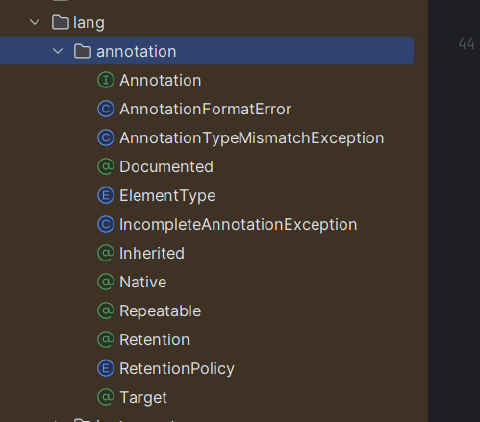 lang
annotation
44
Annotation
AnnotationFormatError
AnnotationTypeMismatchException
Documented
ElementType
IncompleteAnnotationException
Inherited
Native
Repeatable
Retention
RetentionPolicy
Target